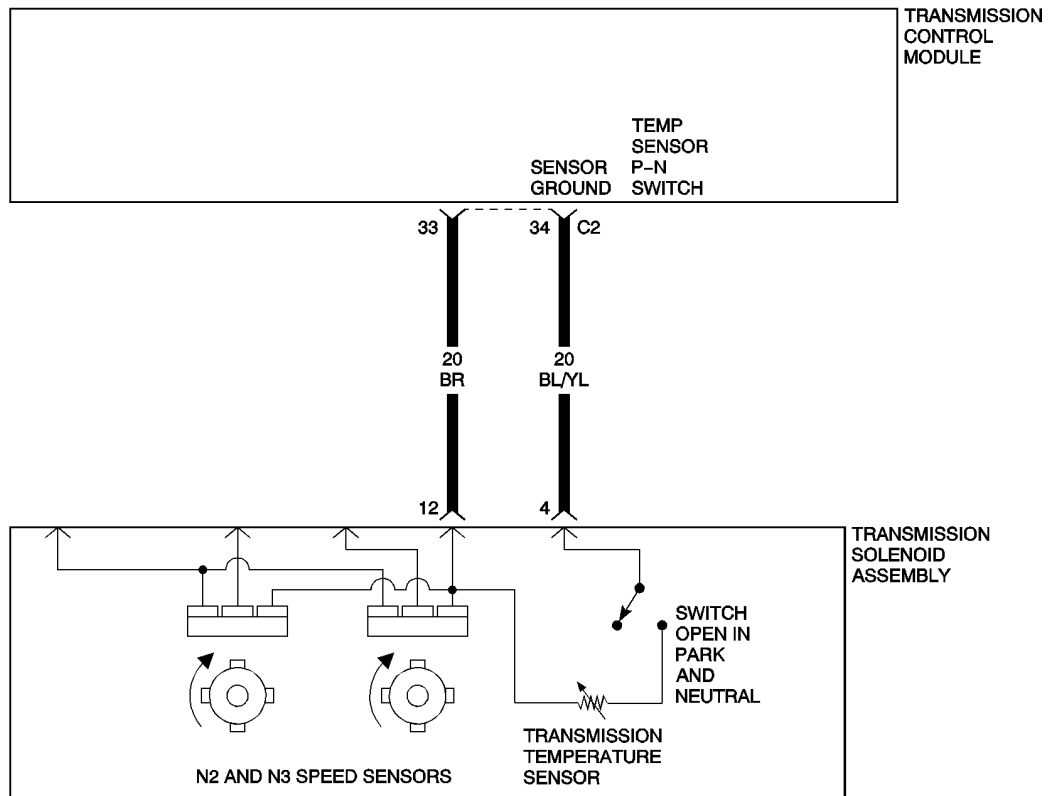 TRANSMISSION
CONTROL
MODULE
TEMP
SENSOR
P-N
SWITCH
SENSOR
GROUND
33
34
C2
20
BR
20
BL/YL
12
4
TRANSMISSION
SOLENOID
ASSEMBLY
SWITCH
OPEN IN
PARK
AND
NEUTRAL
TRANSMISSION
TEMPERATURE
SENSOR
N2 AND N3 SPEED SENSORS